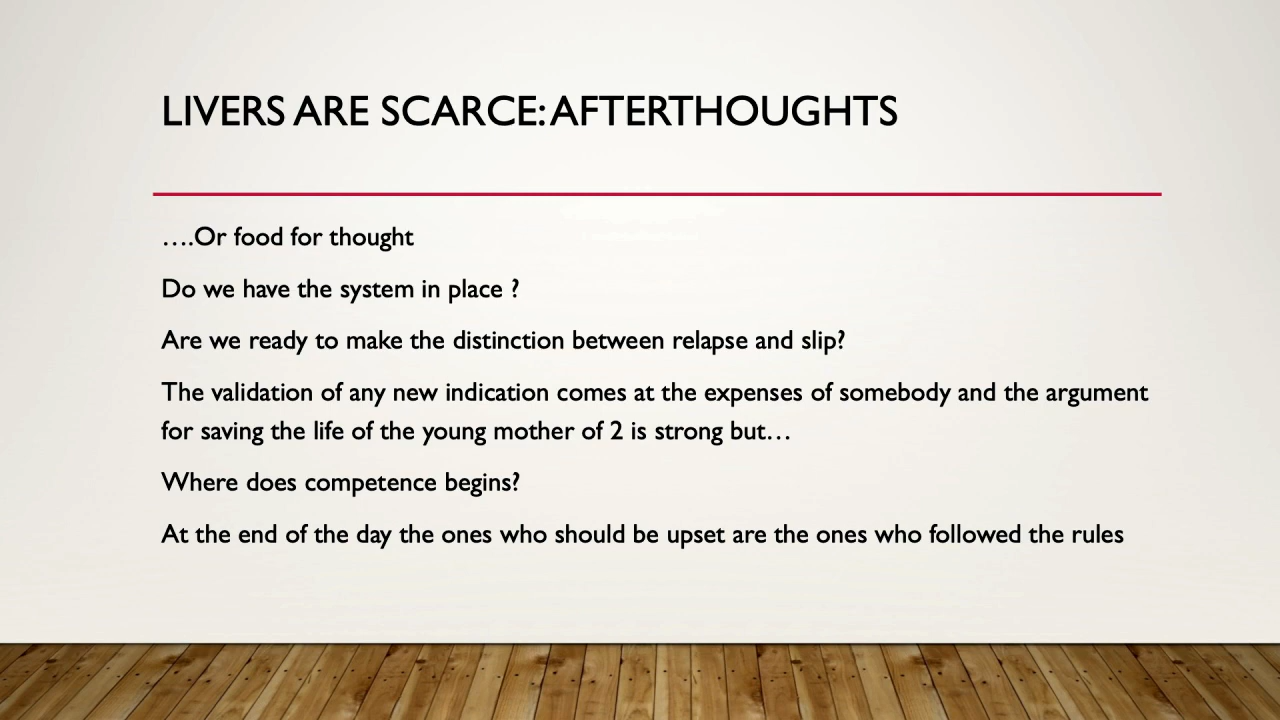 LIVERS ARE SCARCE: AFTERTHOUGHTS
….Or food for thought
Do we have the system in place ?
Are we ready to make the distinction between relapse and slip?
The validation of any new indication comes at the expenses of somebody and the argument
for saving the life of the young mother of 2 is strong but…
Where does competence begins?
At the end of the day the ones who should be upset are the ones who followed the rules